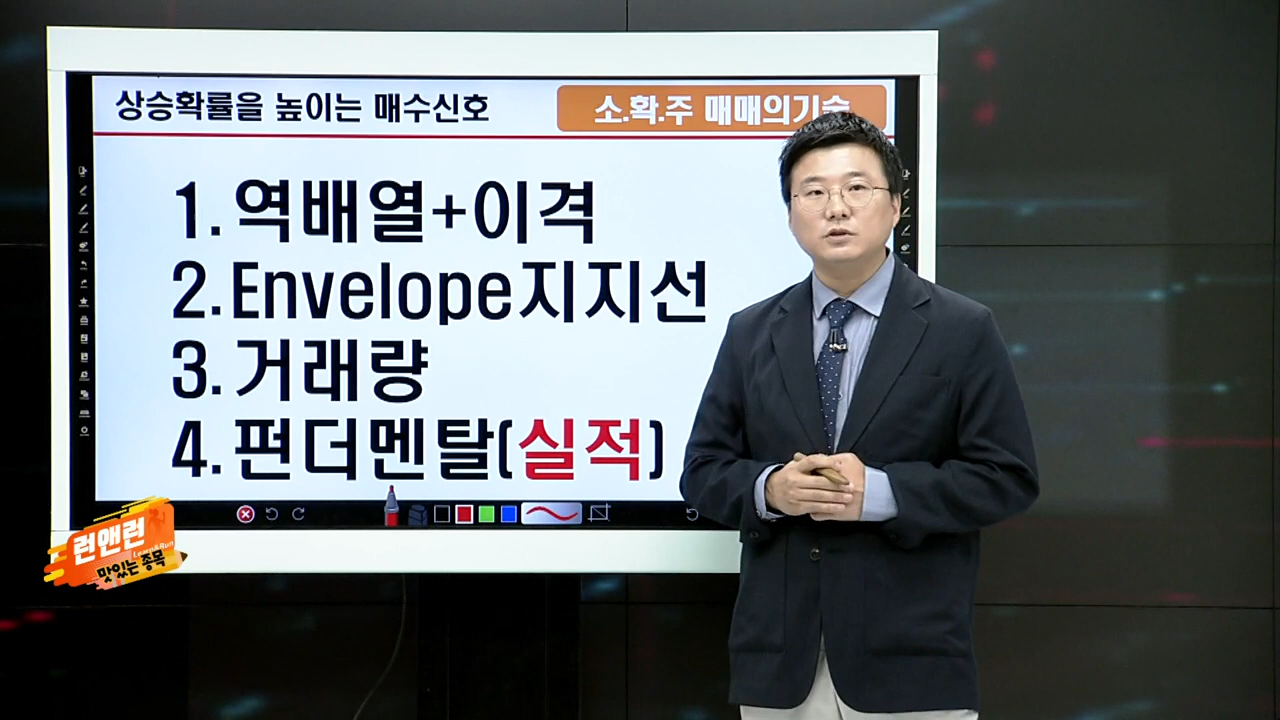 상승확률을 높이는 매수신호
소.확.주 매매의기술
1. 역배열+이격
2. Envelope지지선
3. 거래량
4. 펀더멘탈(실적)
런앤런
Learn&Run
맛있는 종목